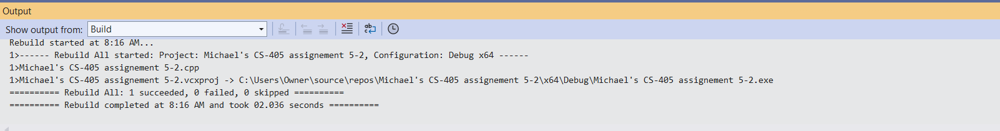 Output
Show output from: Build
Rebuild started at 8:16 AM...
1>------ Rebuild All started: Project: Michael's CS-405 assignement 5-2, Configuration: Debug x64 ------
1>Michael's CS-405 assignement 5-2.cpp
1>Michael's CS-405 assignement 5-2.vcxproj -> C:\Users\Owner\source\repos\Michael's CS-405 assignement 5-2\x64\Debug\Michael's CS-405 assignement 5-2.exe
========== Rebuild All: 1 succeeded, 0 failed, 0 skipped ==========
========== Rebuild completed at 8:16 AM and took 02.036 seconds ==========